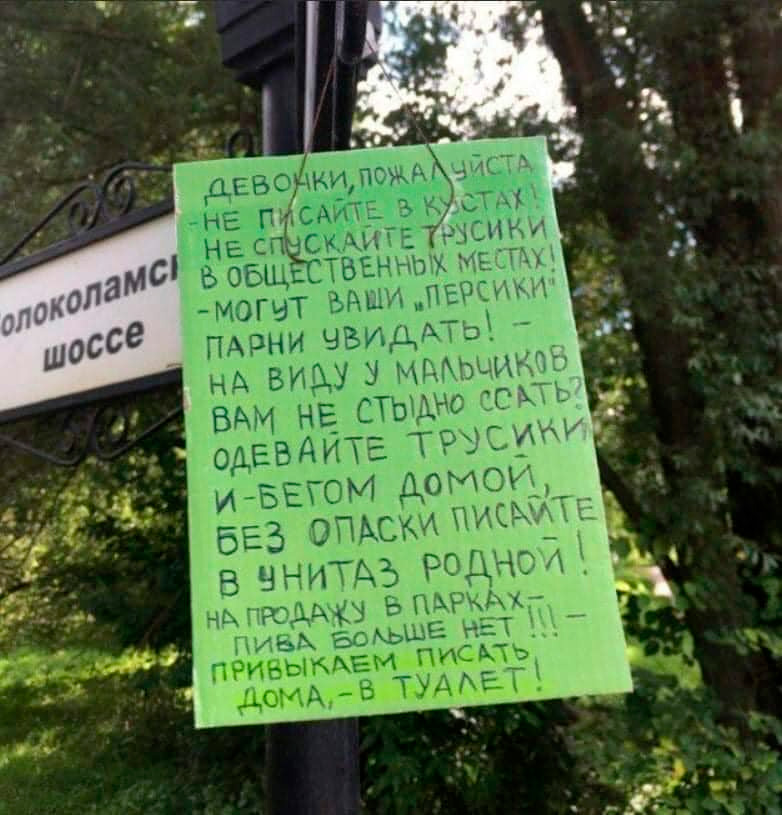 олоколамск
шоссе
ДЕВОЧКИ, ПОЖАЛУЙСТА
-НЕ ПИСАЙТЕ В КУСТАХ!
НЕ СПУСКАЙТЕ ТРУСИКИ
В ОБЩЕСТВЕННЫХ МЕСТАХ!
-МОГУТ ВАШИ „ПЕРСИКИ"
ПАРНИ УВИДАТЬ! -
НА ВИДУ У МАЛЬЧИКОВ
ВАМ НЕ СТЫДНО ССАТЬ?
ОДЕВАЙТЕ ТРУСИКИ
И-БЕГОМ ДОМОЙ,
БЕЗ ОПАСКИ ПИСАЙТЕ
В УНИТАЗ РОДНОЙ!
НА ПРОДАЖУ В ПАРКАХ-
ПИВА БОЛЬШЕ НЕТ!!! -
ПРИВЫКАЕМ ПИСАТЬ
ДОМА,-В ТУАЛЕТ!